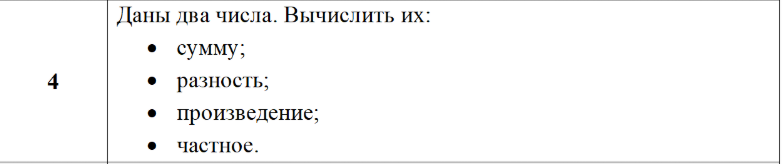 4
Даны два числа. Вычислить их:
• сумму;
• разность;
• произведение;
• частное.